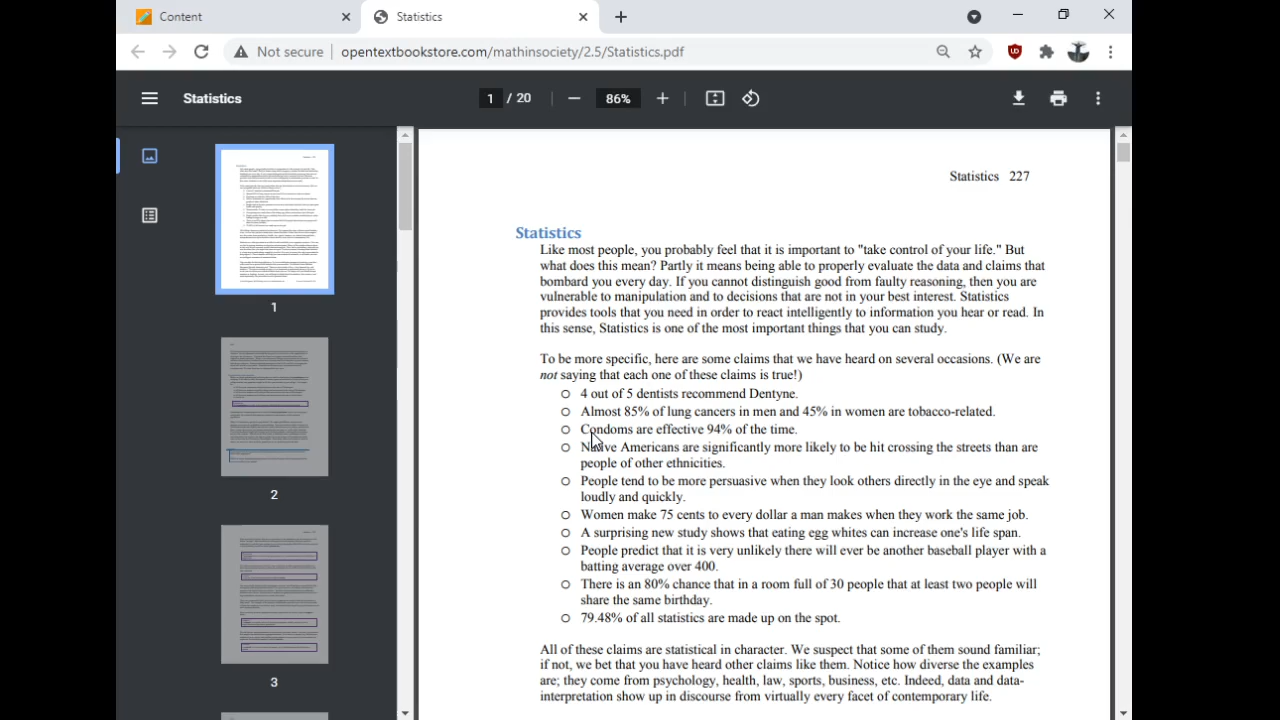 Content
Statistics
Not secure
opentextbookstore.com/mathinsociety/2.5/Statistics.pdf
Statistics
1 / 20
86%
1
2
3
Statistics 227
Statistics
Like most people, you probably feel that it is important to "take control of your life." But
what does this mean? Partly it means being able to properly evaluate the data and claims that
bombard you every day. If you cannot distinguish good from faulty reasoning, then you are
vulnerable to manipulation and to decisions that are not in your best interest. Statistics
provides tools that you need in order to react intelligently to information you hear or read. In
this sense, Statistics is one of the most important things that you can study.
To be more specific, here are some claims that we have heard on several occasions. (We are
not saying that each one of these claims is true!)
4 out of 5 dentists recommend Dentyne.
Almost 85% of lung cancers in men and 45% in women are tobacco-related.
Condoms are effective 94% of the time.
Native Americans are significantly more likely to be hit crossing the streets than are
people of other ethnicities.
People tend to be more persuasive when they look others directly in the eye and speak
loudly and quickly.
Women make 75 cents to every dollar a man makes when they work the same job.
A surprising new study shows that eating egg whites can increase one's life span.
People predict that it is very unlikely there will ever be another baseball player with a
batting average over 400.
There is an 80% chance that in a room full of 30 people that at least two people will
share the same birthday.
79.48% of all statistics are made up on the spot.
All of these claims are statistical in character. We suspect that some of them sound familiar;
if not, we bet that you have heard other claims like them. Notice how diverse the examples
are; they come from psychology, health, law, sports, business, etc. Indeed, data and data-
interpretation show up in discourse from virtually every facet of contemporary life.